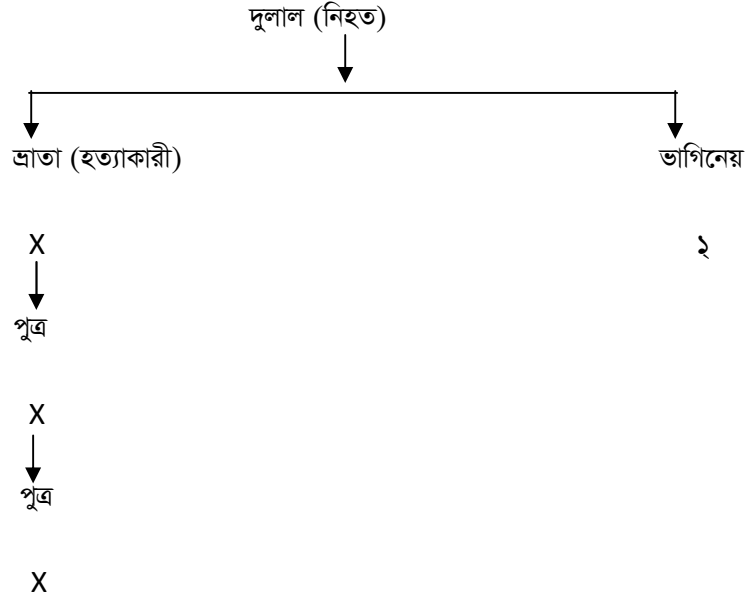 দুলাল (নিহত)
ভ্রাতা (হত্যাকারী) ভাগিনেয়
X ২
পুত্র
X
পুত্র
X